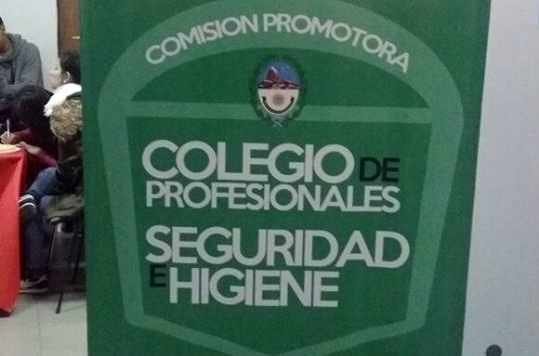 COMISION PROMOTORA
COLEGIO DE
PROFESIONALES
SEGURIDAD
E HIGIENE